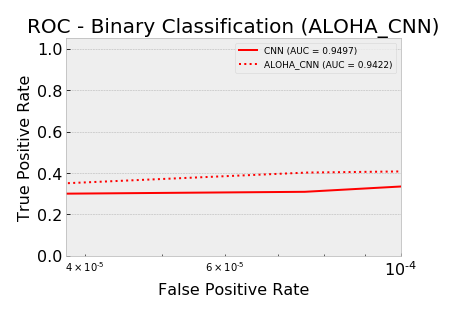 ROC - Binary Classification (ALOHA_CNN)
CNN (AUC = 0.9497)
ALOHA_CNN (AUC = 0.9422)
True Positive Rate
1.0
0.8
0.6
0.4
0.2
0.0
4 × 10⁻⁵ 6 × 10⁻⁵ 10⁻⁴
False Positive Rate